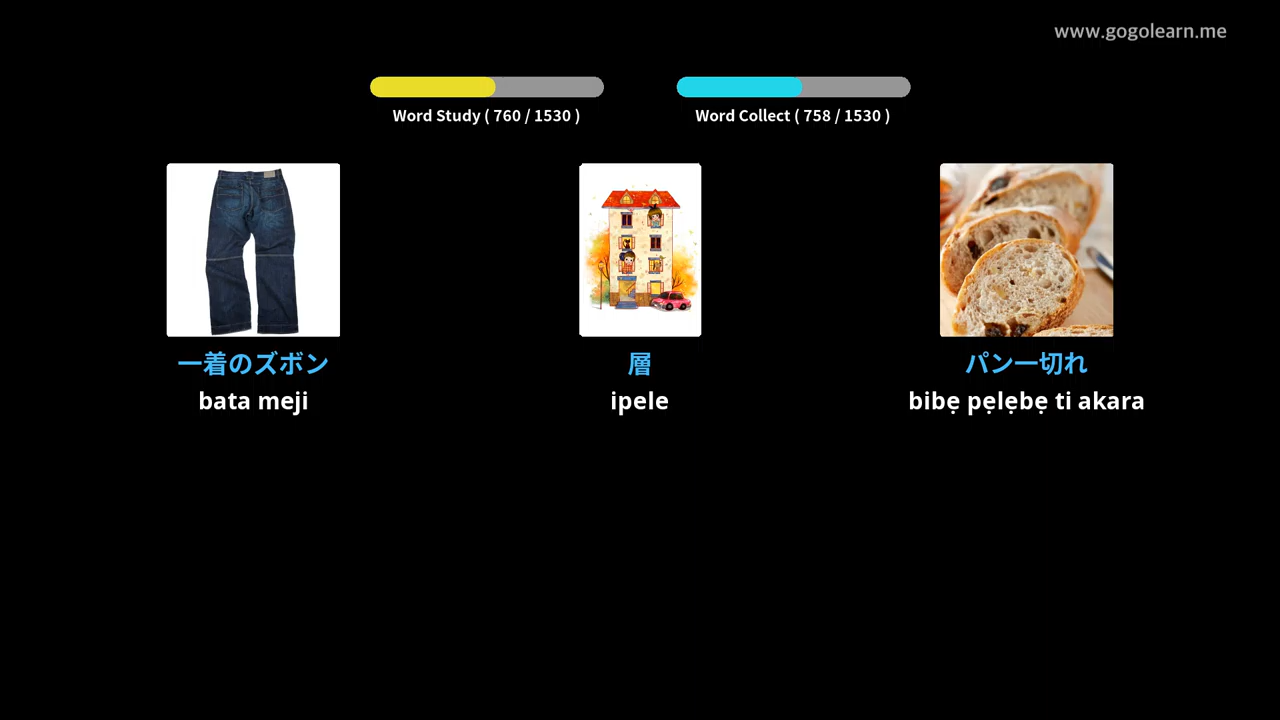 www.gogolearn.me
Word Study ( 760 / 1530 )
Word Collect ( 758 / 1530 )
一着のズボン
bata meji
層
ipele
パン一切れ
bibẹ pẹlẹbẹ ti akara